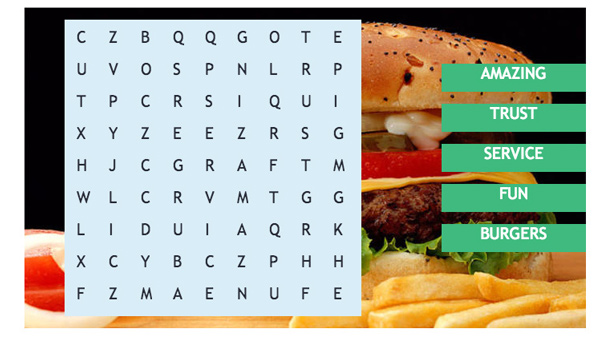 C Z B Q Q G O T E
U V O S P N L R P
T P C R S I Q U I
X Y Z E E Z R S G
H J C G R A F T M
W L C R V M T G G
L I D U I A Q R K
X C Y B C Z P H H
F Z M A E N U F E
AMAZING
TRUST
SERVICE
FUN
BURGERS